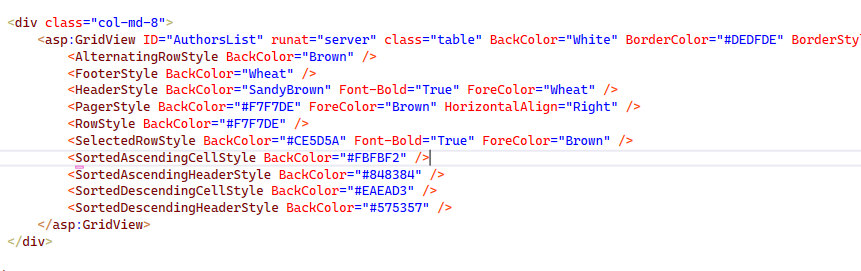 <div class="col-md-8">
<asp:GridView ID="AuthorsList" runat="server" class="table" BackColor="White" BorderColor="#DEDFDE" BorderStyl
<AlternatingRowStyle BackColor="Brown" />
<FooterStyle BackColor="Wheat" />
<HeaderStyle BackColor="SandyBrown" Font-Bold="True" ForeColor="Wheat" />
<PagerStyle BackColor="#F7F7DE" ForeColor="Brown" HorizontalAlign="Right" />
<RowStyle BackColor="#F7F7DE" />
<SelectedRowStyle BackColor="#CE5D5A" Font-Bold="True" ForeColor="Brown" />
<SortedAscendingCellStyle BackColor="#FBFBF2" />
<SortedAscendingHeaderStyle BackColor="#848384" />
<SortedDescendingCellStyle BackColor="#EAEAD3" />
<SortedDescendingHeaderStyle BackColor="#575357" />
</asp:GridView>
</div>